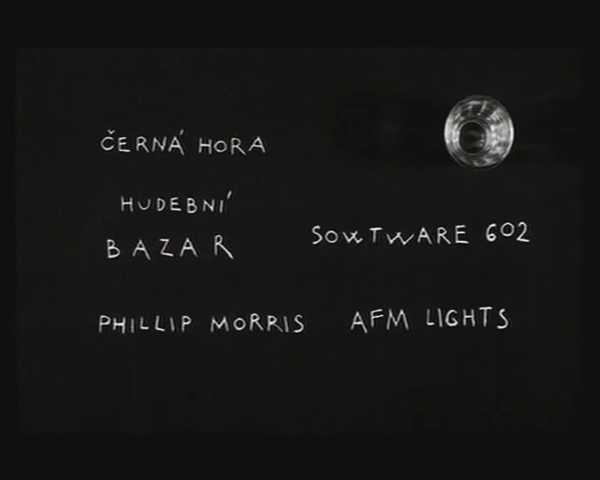 ČERNÁ HORA
HUDEBNÍ
BAZAR
SOWTWARE 602
PHILLIP MORRIS
AFM LIGHTS